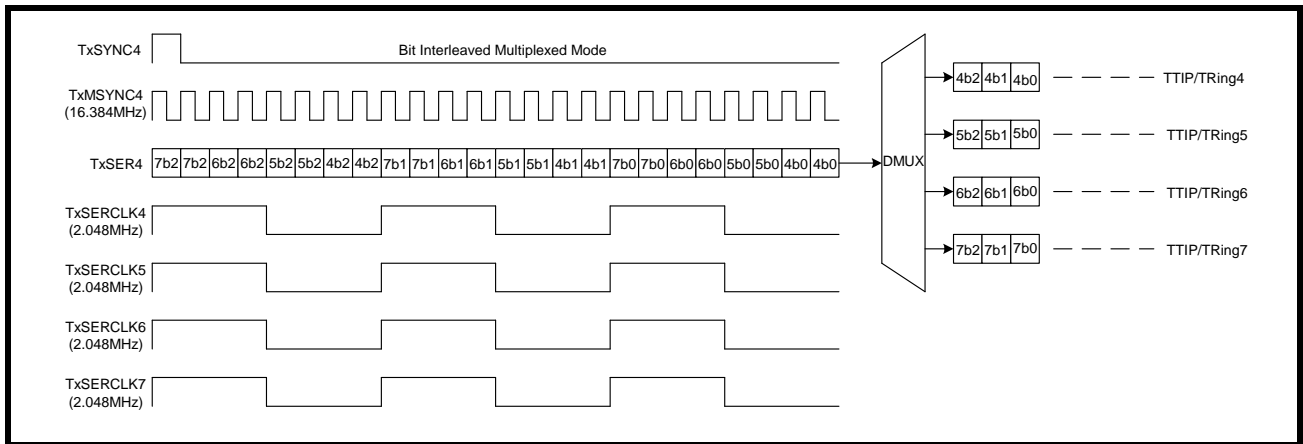 TxSYNC4
Bit Interleaved Multiplexed Mode
TxMSYNC4
(16.384MHz)
TxSER4
7b2 7b2 6b2 6b2 5b2 5b2 4b2 4b2 7b1 7b1 6b1 6b1 5b1 5b1 4b1 4b1 7b0 7b0 6b0 6b0 5b0 5b0 4b0 4b0
TxSERCLK4
(2.048MHz)
TxSERCLK5
(2.048MHz)
TxSERCLK6
(2.048MHz)
TxSERCLK7
(2.048MHz)
DMUX
4b2 4b1 4b0
TTIP/TRing4
5b2 5b1 5b0
TTIP/TRing5
6b2 6b1 6b0
TTIP/TRing6
7b2 7b1 7b0
TTIP/TRing7